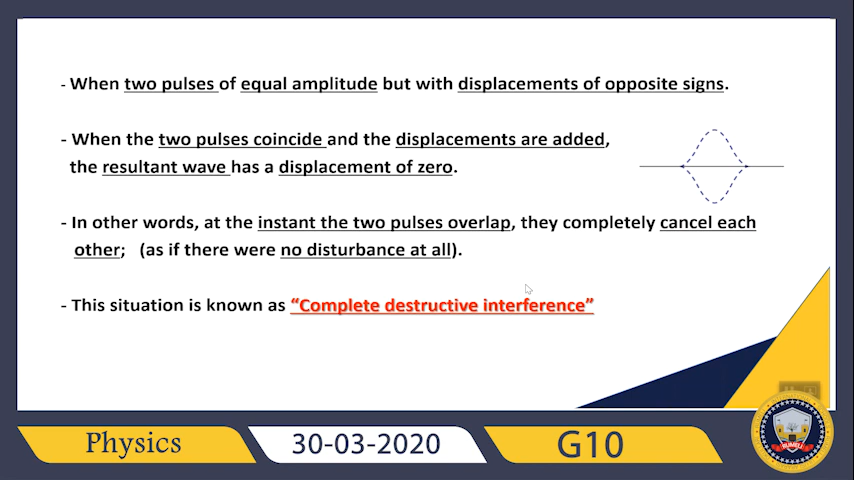 - When two pulses of equal amplitude but with displacements of opposite signs.
- When the two pulses coincide and the displacements are added,
the resultant wave has a displacement of zero.
- In other words, at the instant the two pulses overlap, they completely cancel each
other; (as if there were no disturbance at all).
- This situation is known as “Complete destructive interference”
Physics
30-03-2020
G10